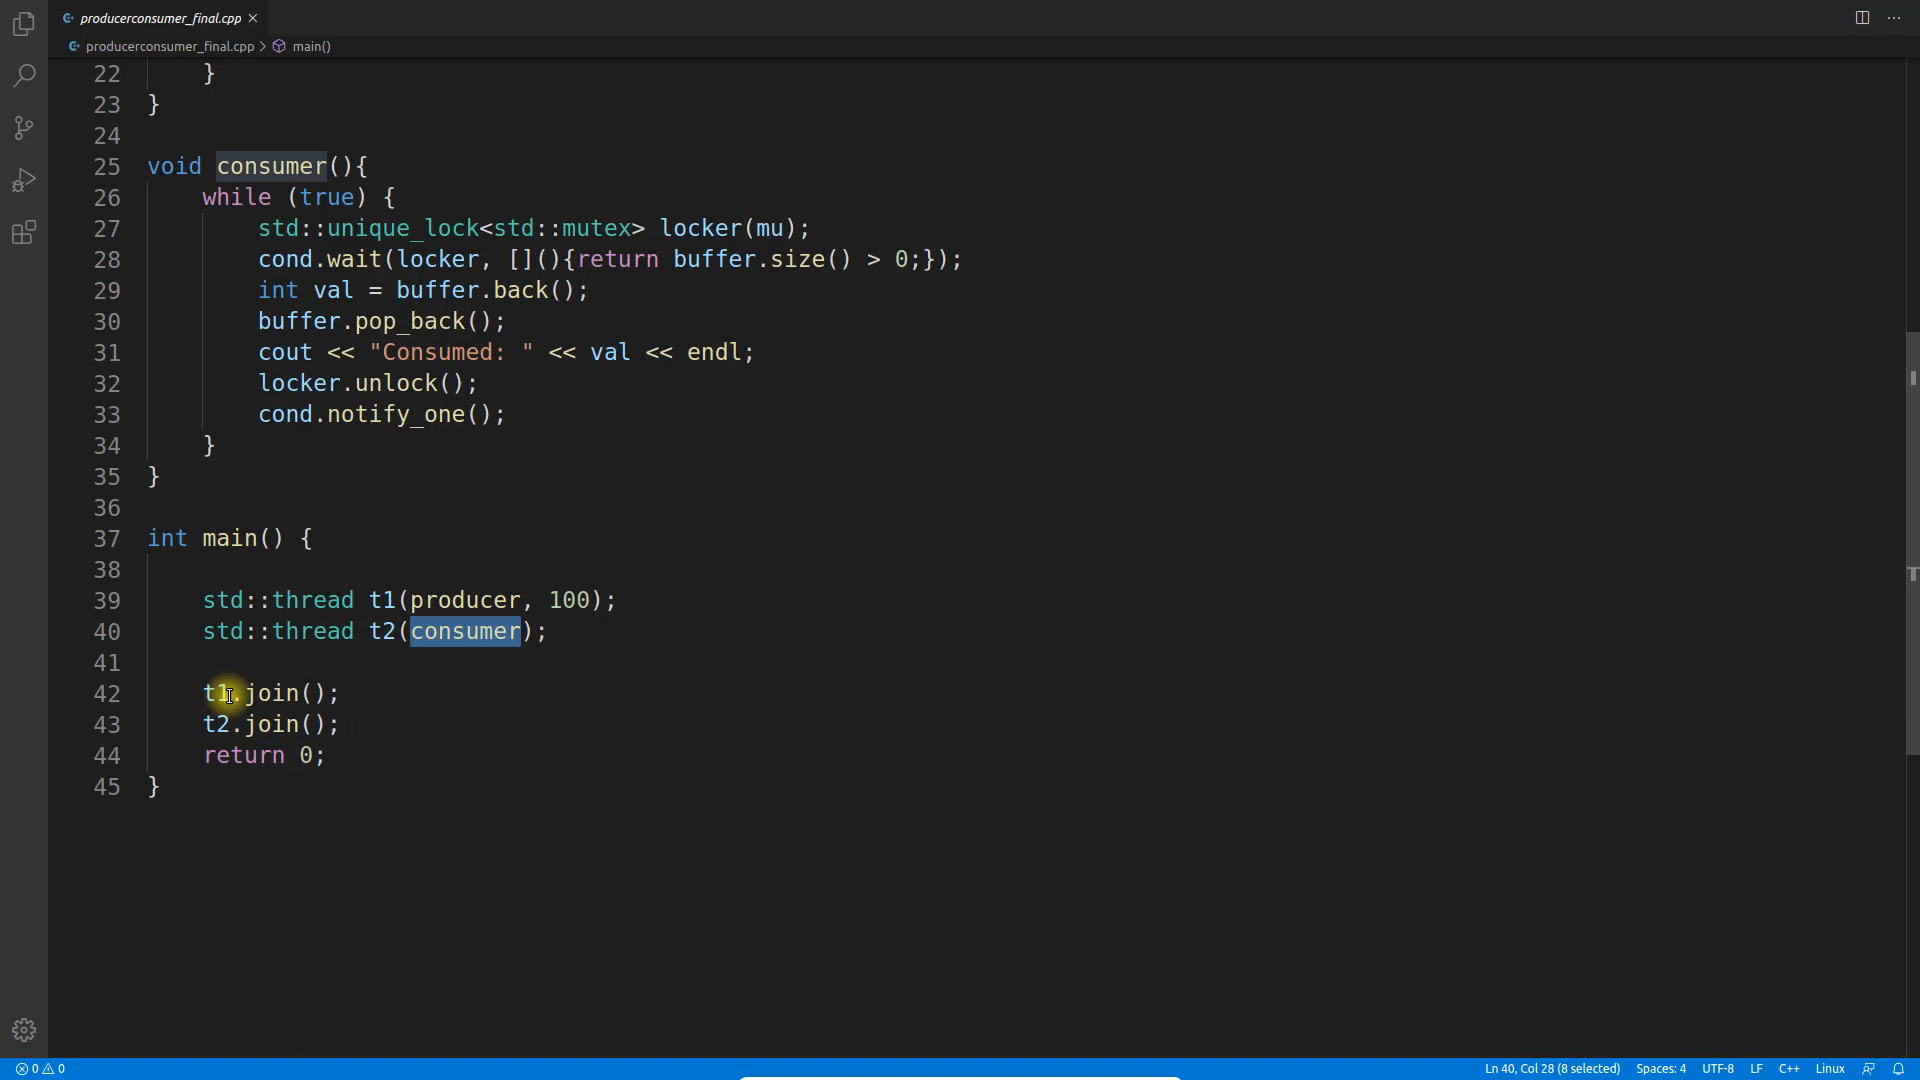 producerconsumer_final.cpp
producerconsumer_final.cpp > main()
22 }
23 }
24
25 void consumer(){
26 while (true) {
27 std::unique_lock<std::mutex> locker(mu);
28 cond.wait(locker, [](){return buffer.size() > 0;});
29 int val = buffer.back();
30 buffer.pop_back();
31 cout << "Consumed: " << val << endl;
32 locker.unlock();
33 cond.notify_one();
34 }
35 }
36
37 int main() {
38
39 std::thread t1(producer, 100);
40 std::thread t2(consumer);
41
42 t1.join();
43 t2.join();
44 return 0;
45 }
0 0 Ln 40, Col 28 (8 selected) Spaces: 4 UTF-8 LF C++ Linux